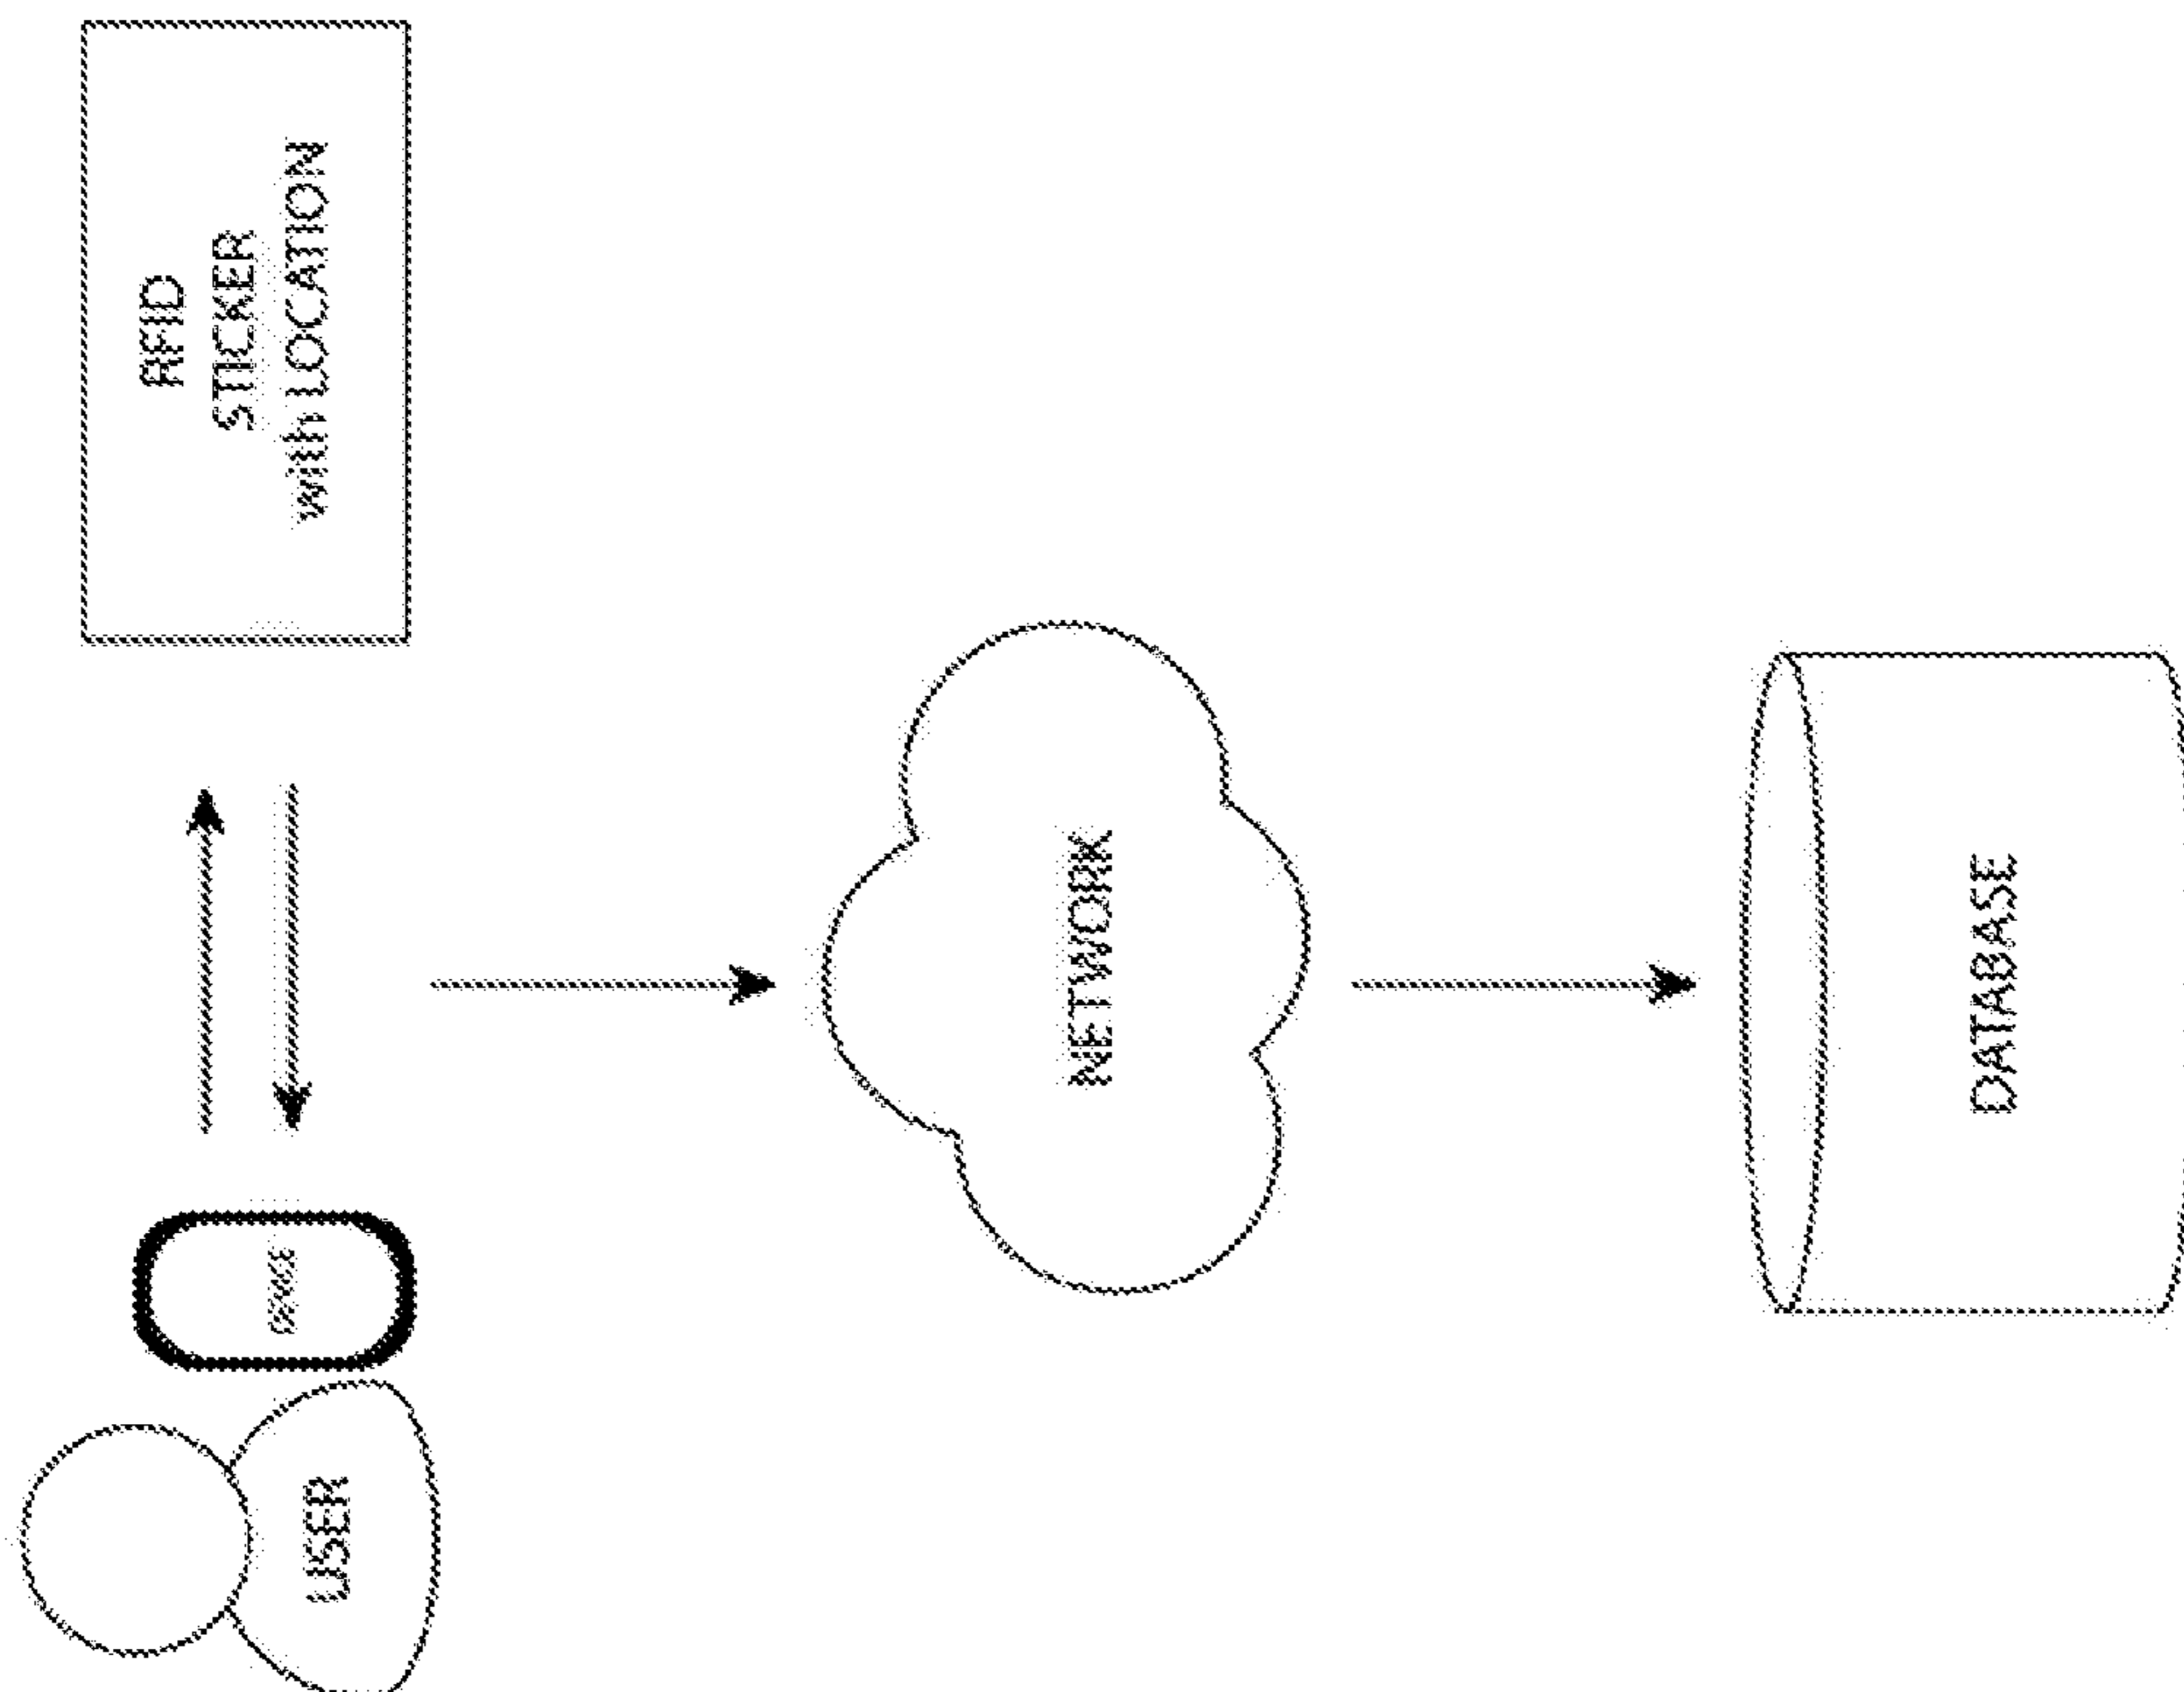 RFID
STICKER
with LOCATION
USER
NETWORK
DATABASE